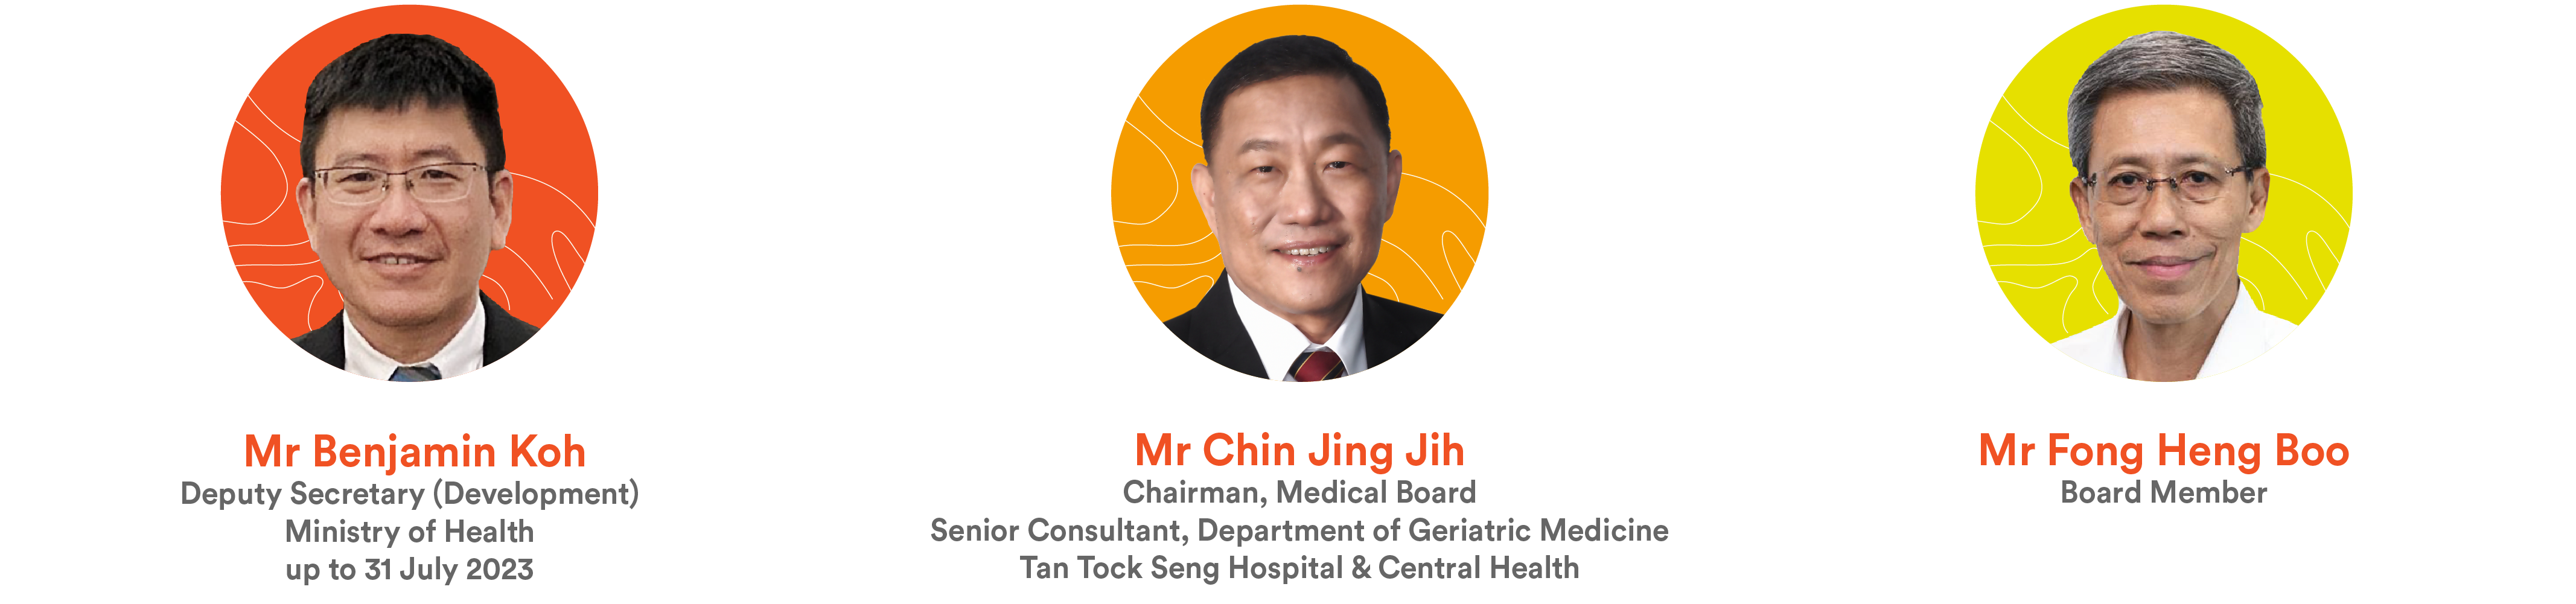 Mr Benjamin Koh
Deputy Secretary (Development)
Ministry of Health
up to 31 July 2023
Mr Chin Jing Jih
Chairman, Medical Board
Senior Consultant, Department of Geriatric Medicine
Tan Tock Seng Hospital & Central Health
Mr Fong Heng Boo
Board Member